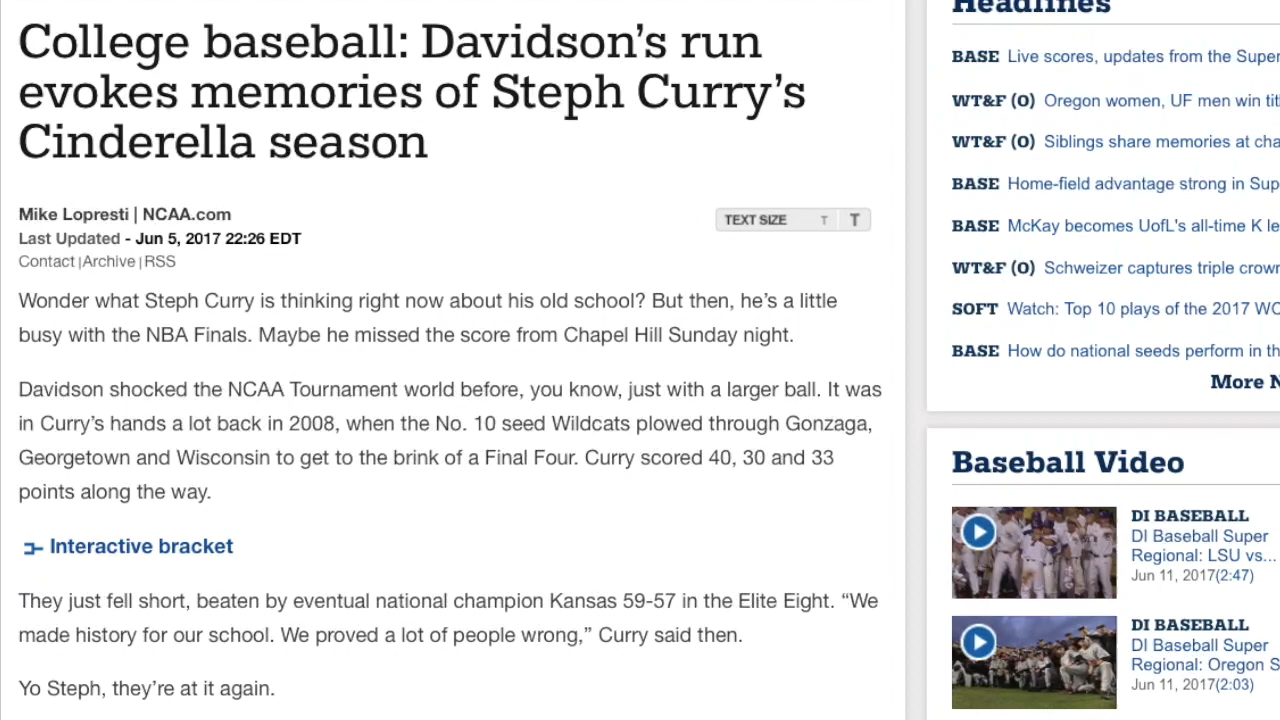 College baseball: Davidson's run
evokes memories of Steph Curry's
Cinderella season
Mike Lopresti | NCAA.com
Last Updated - Jun 5, 2017 22:26 EDT
Contact |Archive |RSS
TEXT SIZE T T
Wonder what Steph Curry is thinking right now about his old school? But then, he's a little
busy with the NBA Finals. Maybe he missed the score from Chapel Hill Sunday night.
Davidson shocked the NCAA Tournament world before, you know, just with a larger ball. It was
in Curry's hands a lot back in 2008, when the No. 10 seed Wildcats plowed through Gonzaga,
Georgetown and Wisconsin to get to the brink of a Final Four. Curry scored 40, 30 and 33
points along the way.
Interactive bracket
They just fell short, beaten by eventual national champion Kansas 59-57 in the Elite Eight. “We
made history for our school. We proved a lot of people wrong,” Curry said then.
Yo Steph, they're at it again.
Headlines
BASE Live scores, updates from the Super
WT&F (O) Oregon women, UF men win
WT&F (O) Siblings share memories at
BASE Home-field advantage strong in
BASE McKay becomes UofL's all-time K
WT&F (O) Schweizer captures triple crown
SOFT Watch: Top 10 plays of the 2017
BASE How do national seeds perform in
More
Baseball Video
DI BASEBALL
DI Baseball Super
Regional: LSU vs...
Jun 11, 2017(2:47)
DI BASEBALL
DI Baseball Super
Regional: Oregon
Jun 11, 2017(2:03)